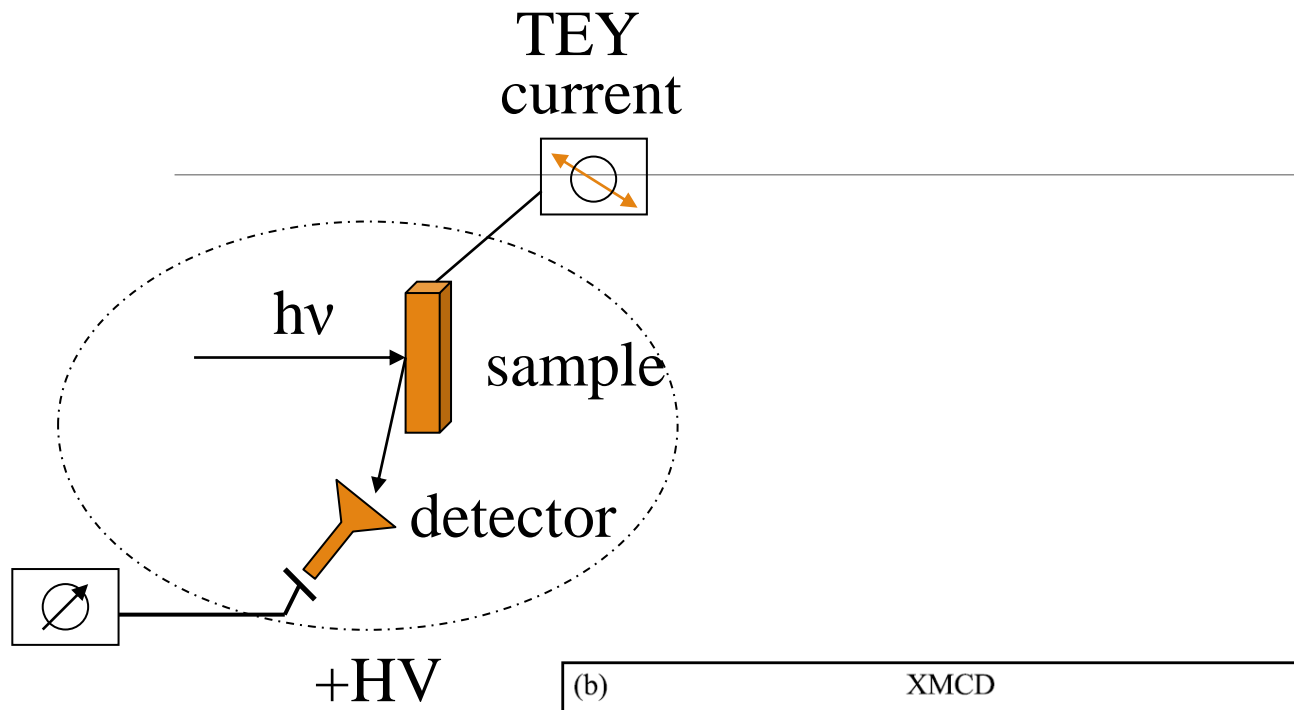 TEY
current
hν
sample
detector
+HV
(b) XMCD